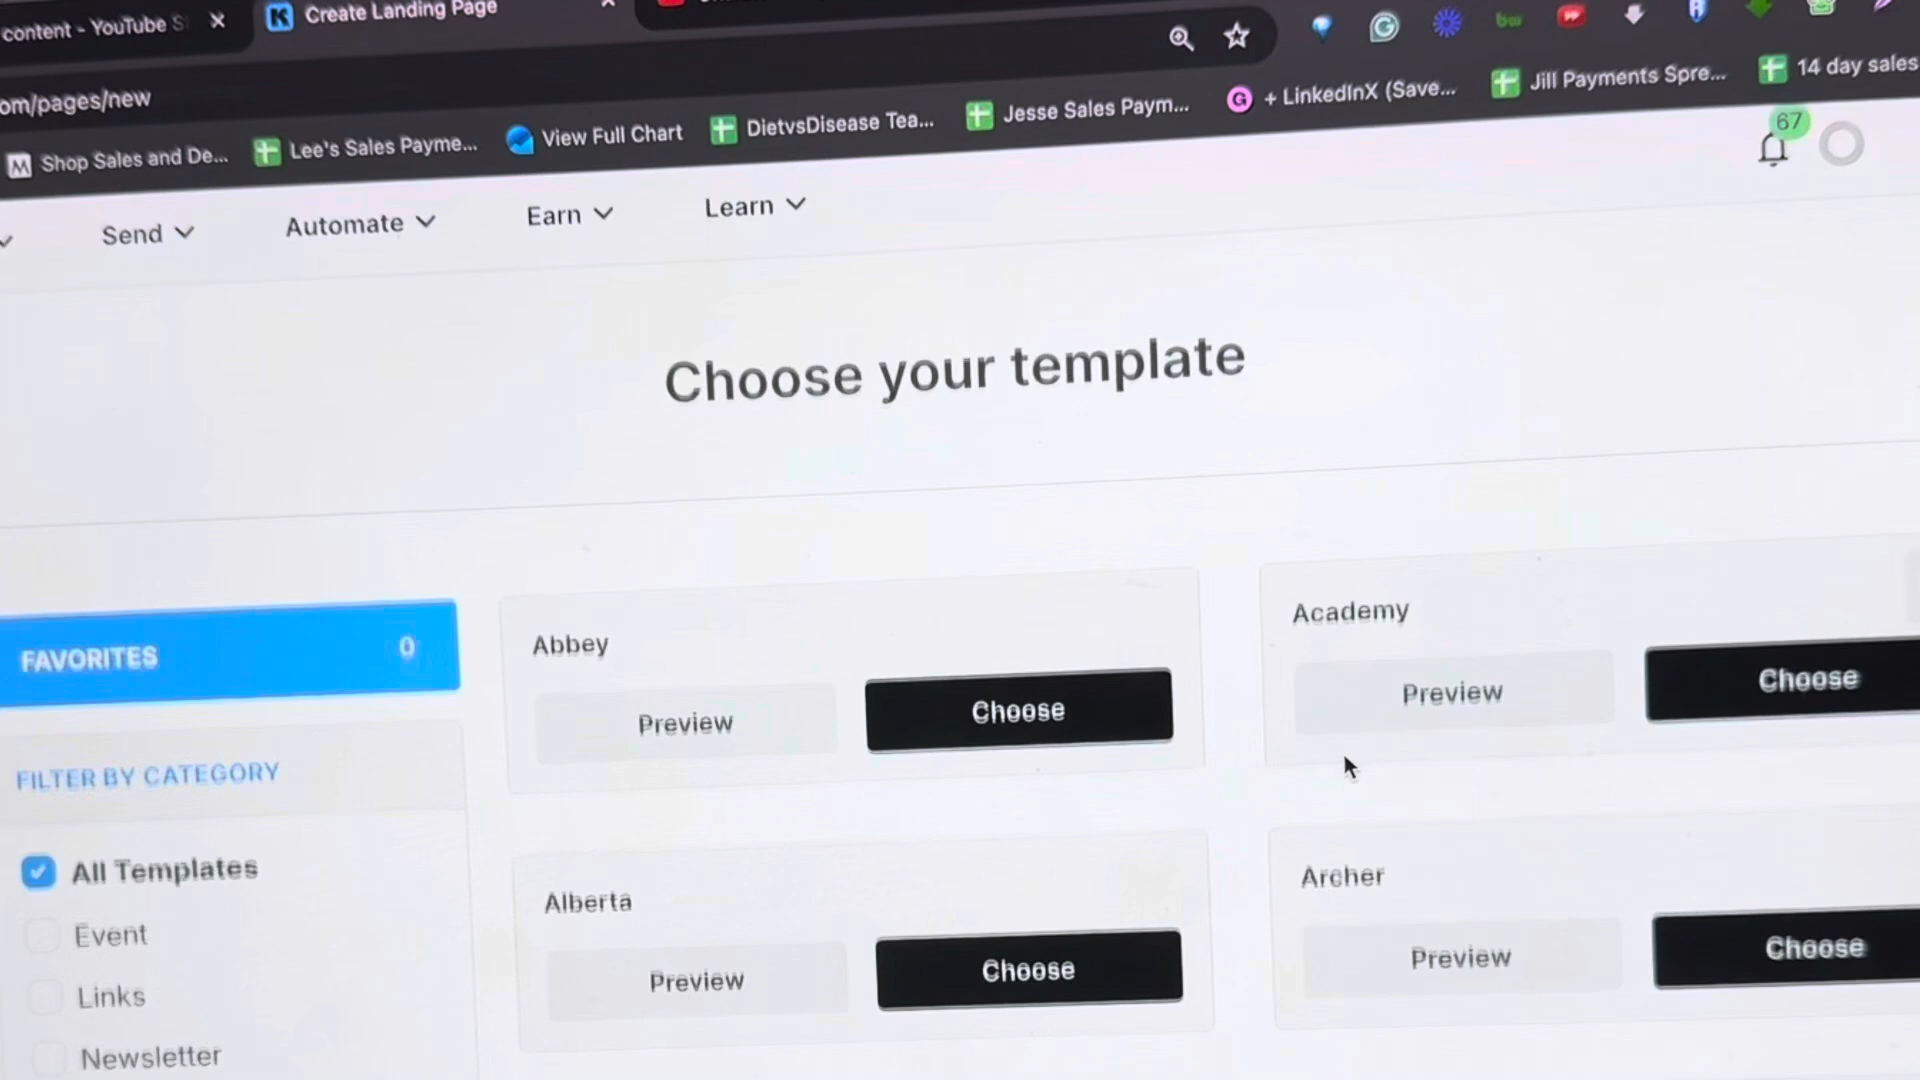 content - YouTube S
Create Landing Page
om/pages/new
Shop Sales and De...
Lee's Sales Payme...
View Full Chart
DietvsDisease Tea...
Jesse Sales Paym...
+ LinkedInX (Save...
Jill Payments Spre...
14 day sales
67
Send
Automate
Earn
Learn
Choose your template
FAVORITES
0
Abbey
Preview
Choose
Academy
Preview
Choose
FILTER BY CATEGORY
All Templates
Event
Links
Newsletter
Alberta
Preview
Choose
Archer
Preview
Choose